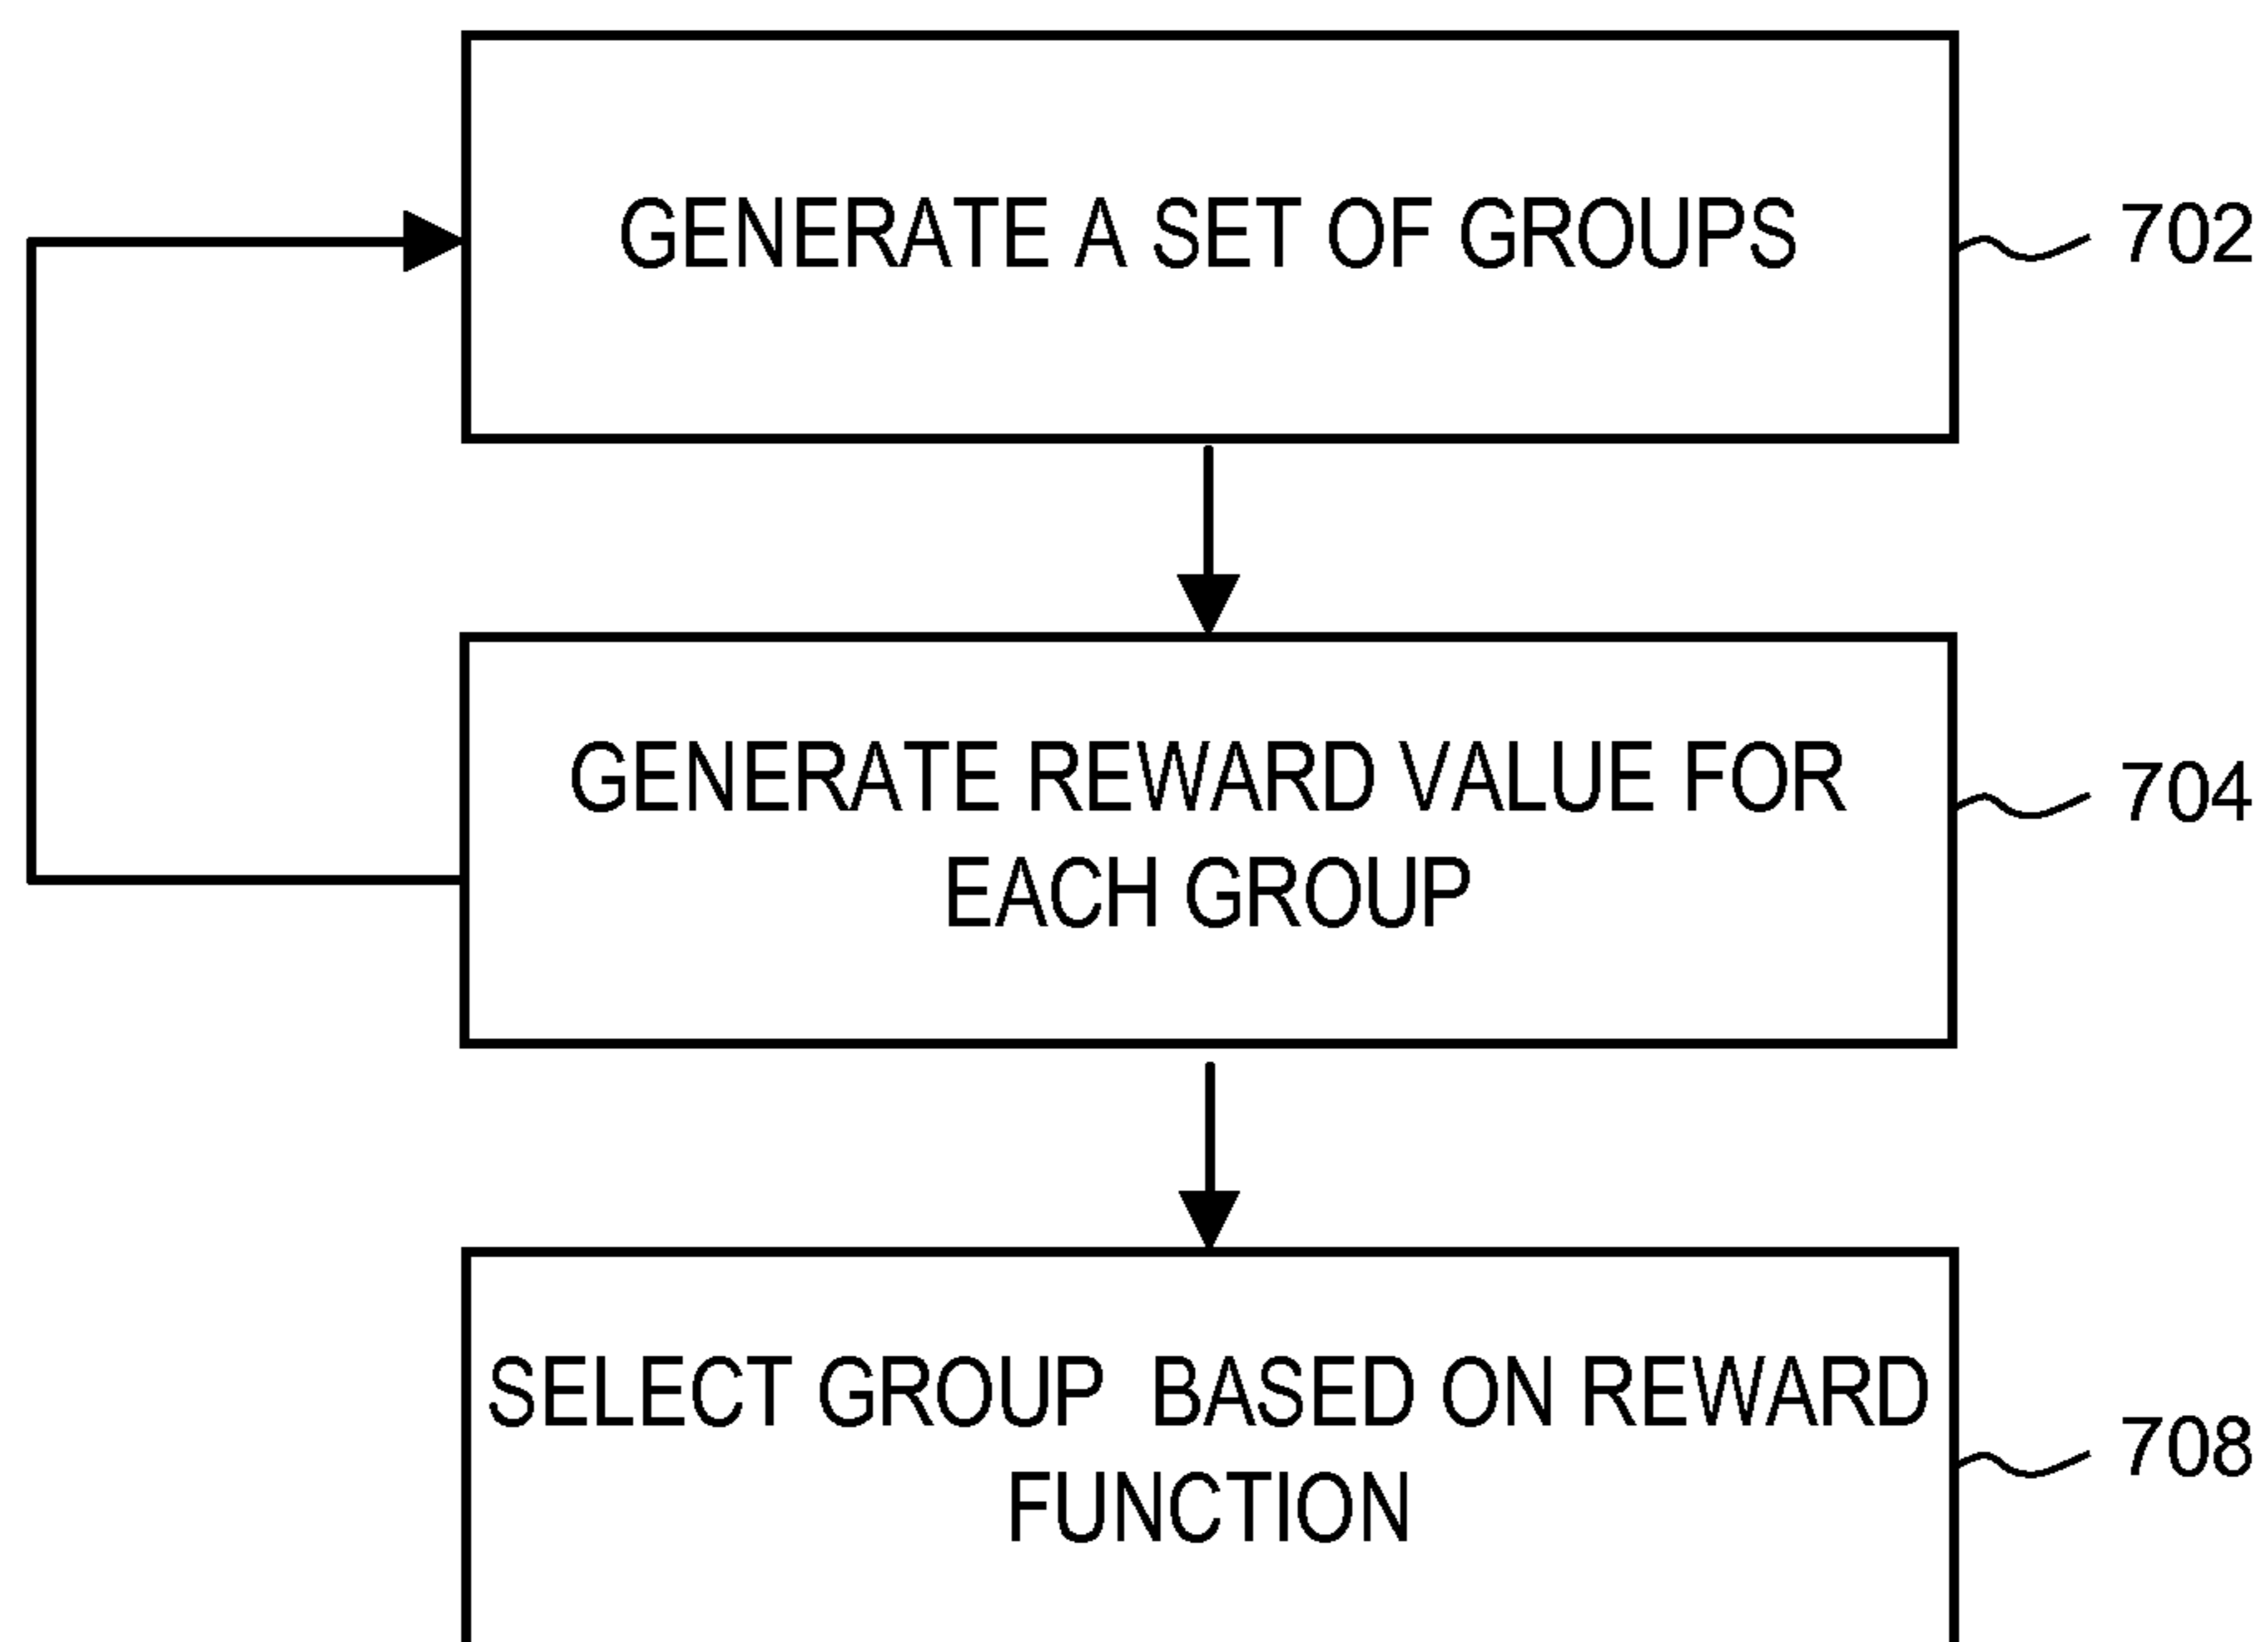 GENERATE A SET OF GROUPS
702
GENERATE REWARD VALUE FOR
EACH GROUP
704
SELECT GROUP BASED ON REWARD
FUNCTION
708